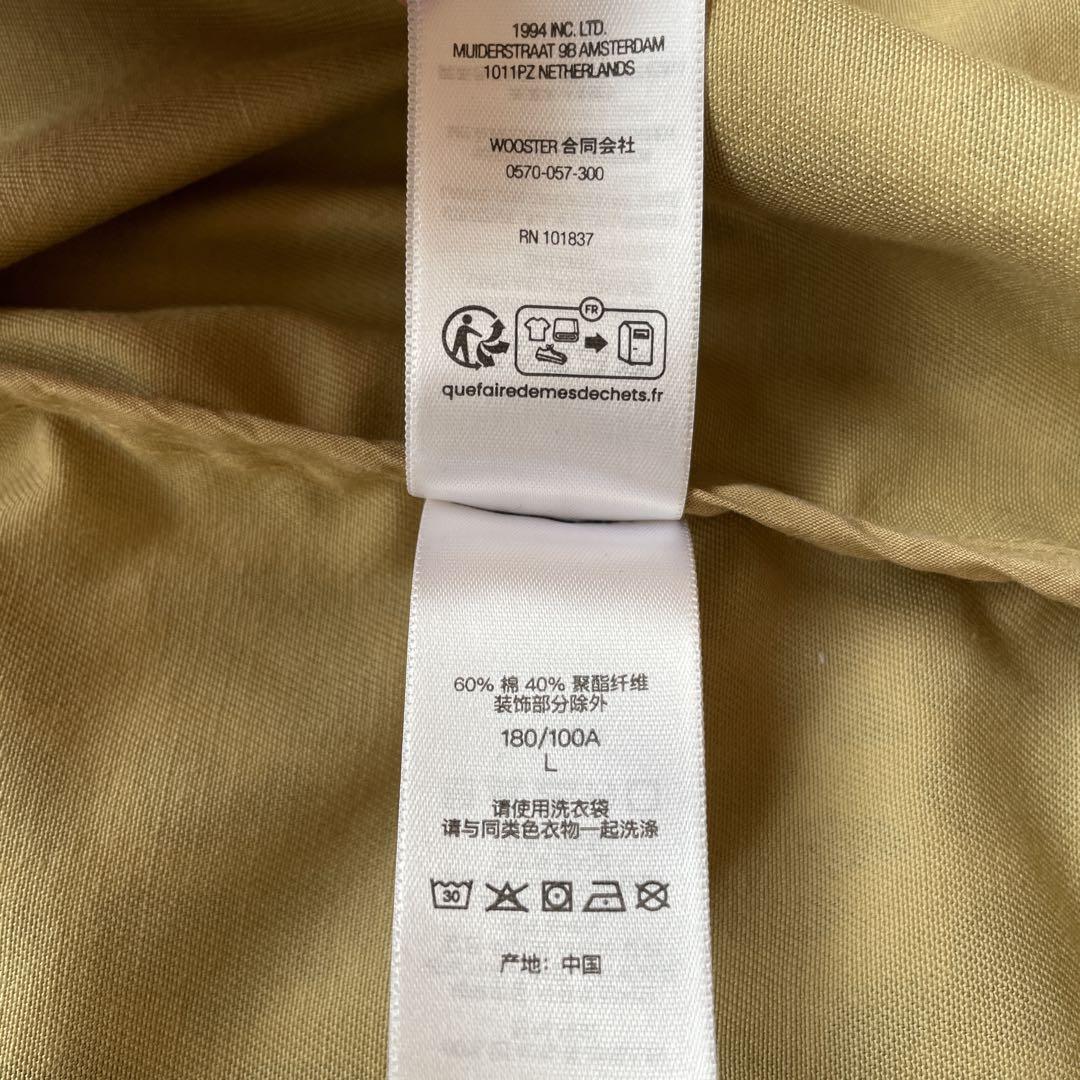 1994 INC. LTD.
MUIDERSTRAAT 9B AMSTERDAM
1011PZ NETHERLANDS
WOOSTER 合同会社
0570-057-300
RN 101837
FR
quefairedemesdechets.fr
60% 棉 40% 聚酯纤维
装饰部分除外
180/100A
L
请使用洗衣袋
请与同类色衣物一起洗涤
30
产地：中国